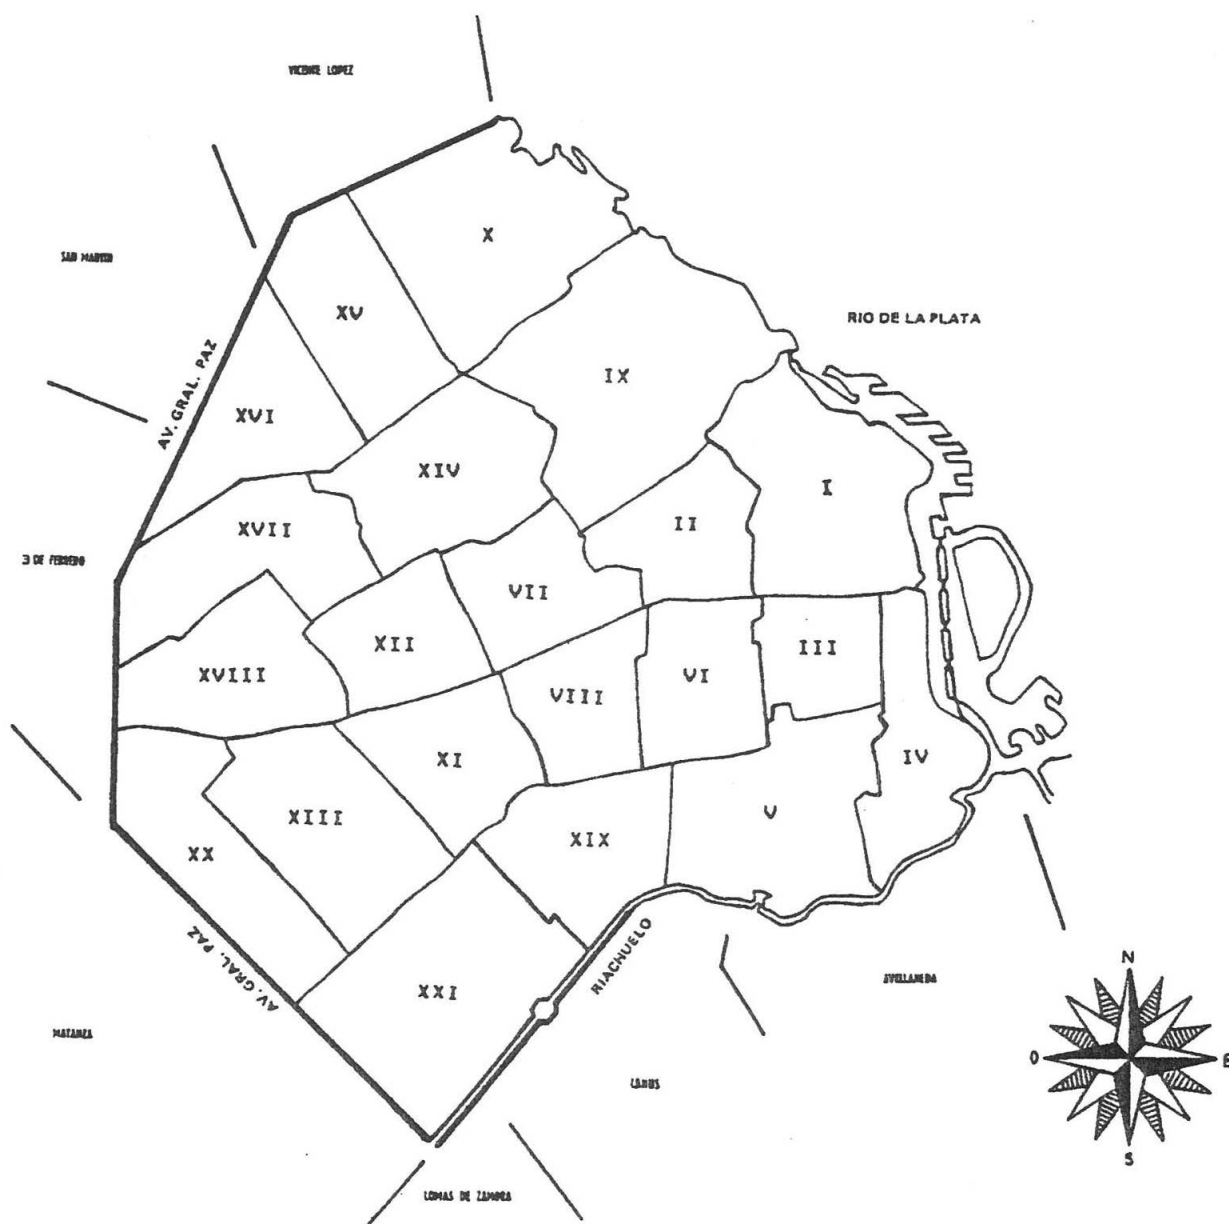 VICENTE LOPEZ
X
SAN MARTIN
XV
RIO DE LA PLATA
AV. GRAL. PAZ
IX
XVI
XIV
I
XVII
II
3 DE FEBRERO
VII
XII
III
XVIII
VI
VIII
IV
XI
V
XIII
XIX
XX
RIACHUELO
AV. GRAL. PAZ
N
AVELLANEDA
XXI
MATANZA
O
E
LANUS
S
LOMAS DE ZAMORA